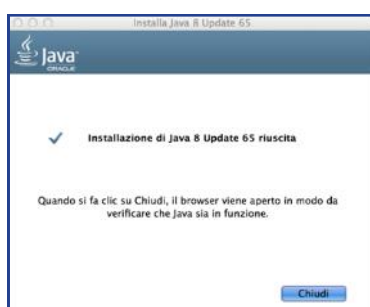 Installa Java 8 Update 65
Java
ORACLE
Installazione di Java 8 Update 65 riuscita
Quando si fa clic su Chiudi, il browser viene aperto in modo da
verificare che Java sia in funzione.
Chiudi